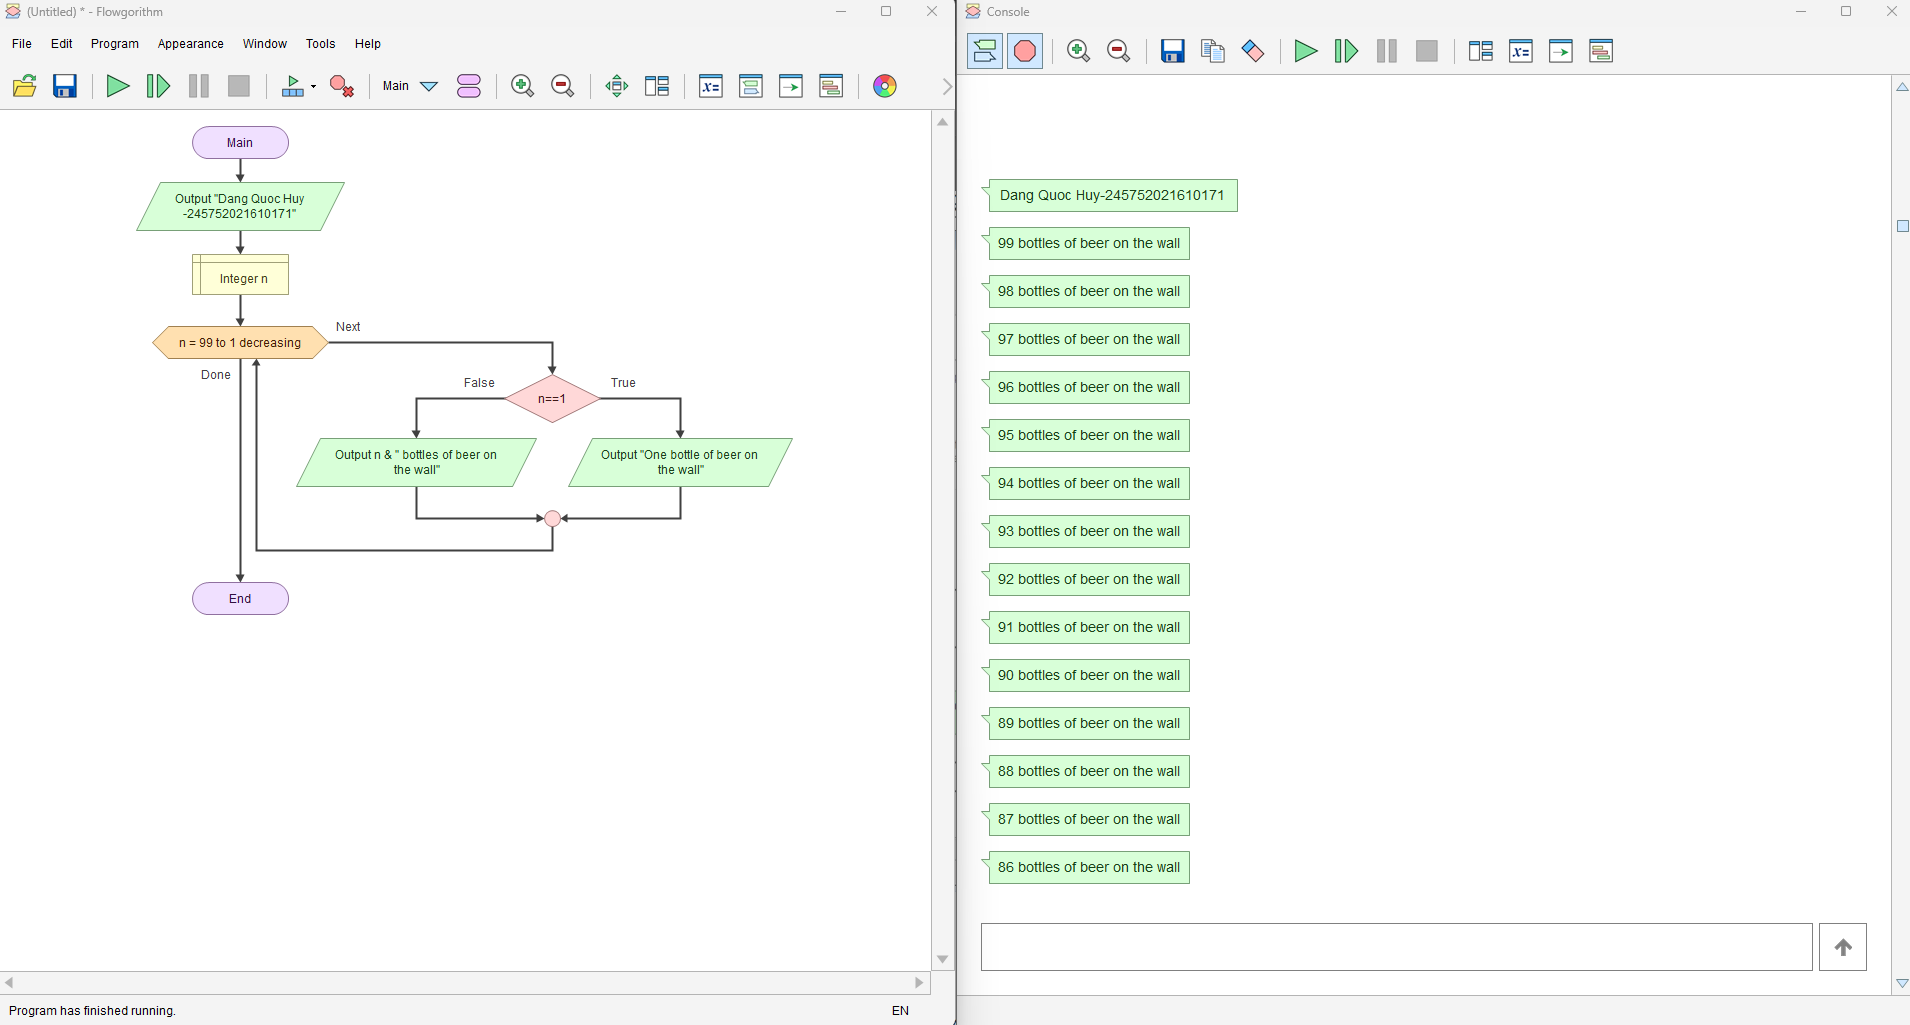 (Untitled) * - Flowgorithm
File Edit Program Appearance Window Tools Help
Main
x=
Main
Output "Dang Quoc Huy
-245752021610171"
Integer n
n = 99 to 1 decreasing
Next
Done
False
True
n==1
Output n & " bottles of beer on
the wall"
Output "One bottle of beer on
the wall"
End
Program has finished running.
EN
Console
x=
Dang Quoc Huy-245752021610171
99 bottles of beer on the wall
98 bottles of beer on the wall
97 bottles of beer on the wall
96 bottles of beer on the wall
95 bottles of beer on the wall
94 bottles of beer on the wall
93 bottles of beer on the wall
92 bottles of beer on the wall
91 bottles of beer on the wall
90 bottles of beer on the wall
89 bottles of beer on the wall
88 bottles of beer on the wall
87 bottles of beer on the wall
86 bottles of beer on the wall